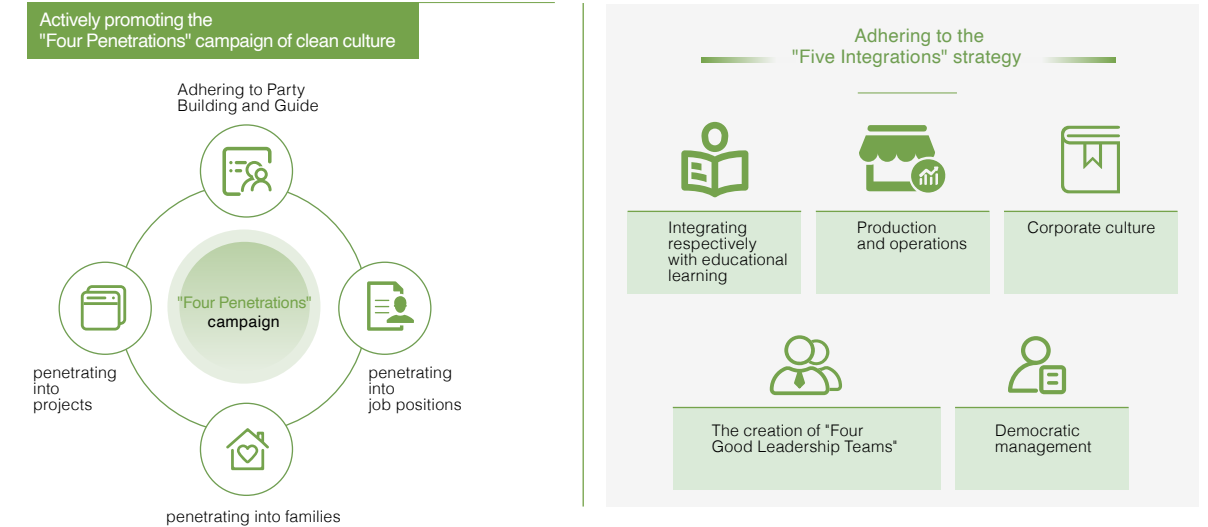 Actively promoting the
"Four Penetrations" campaign of clean culture
Adhering to Party
Building and Guide
"Four Penetrations"
campaign
penetrating
into
projects
penetrating
into
job positions
penetrating into families
Adhering to the
"Five Integrations" strategy
Integrating
respectively
with educational
learning
Production
and operations
Corporate culture
The creation of "Four
Good Leadership Teams"
Democratic
management